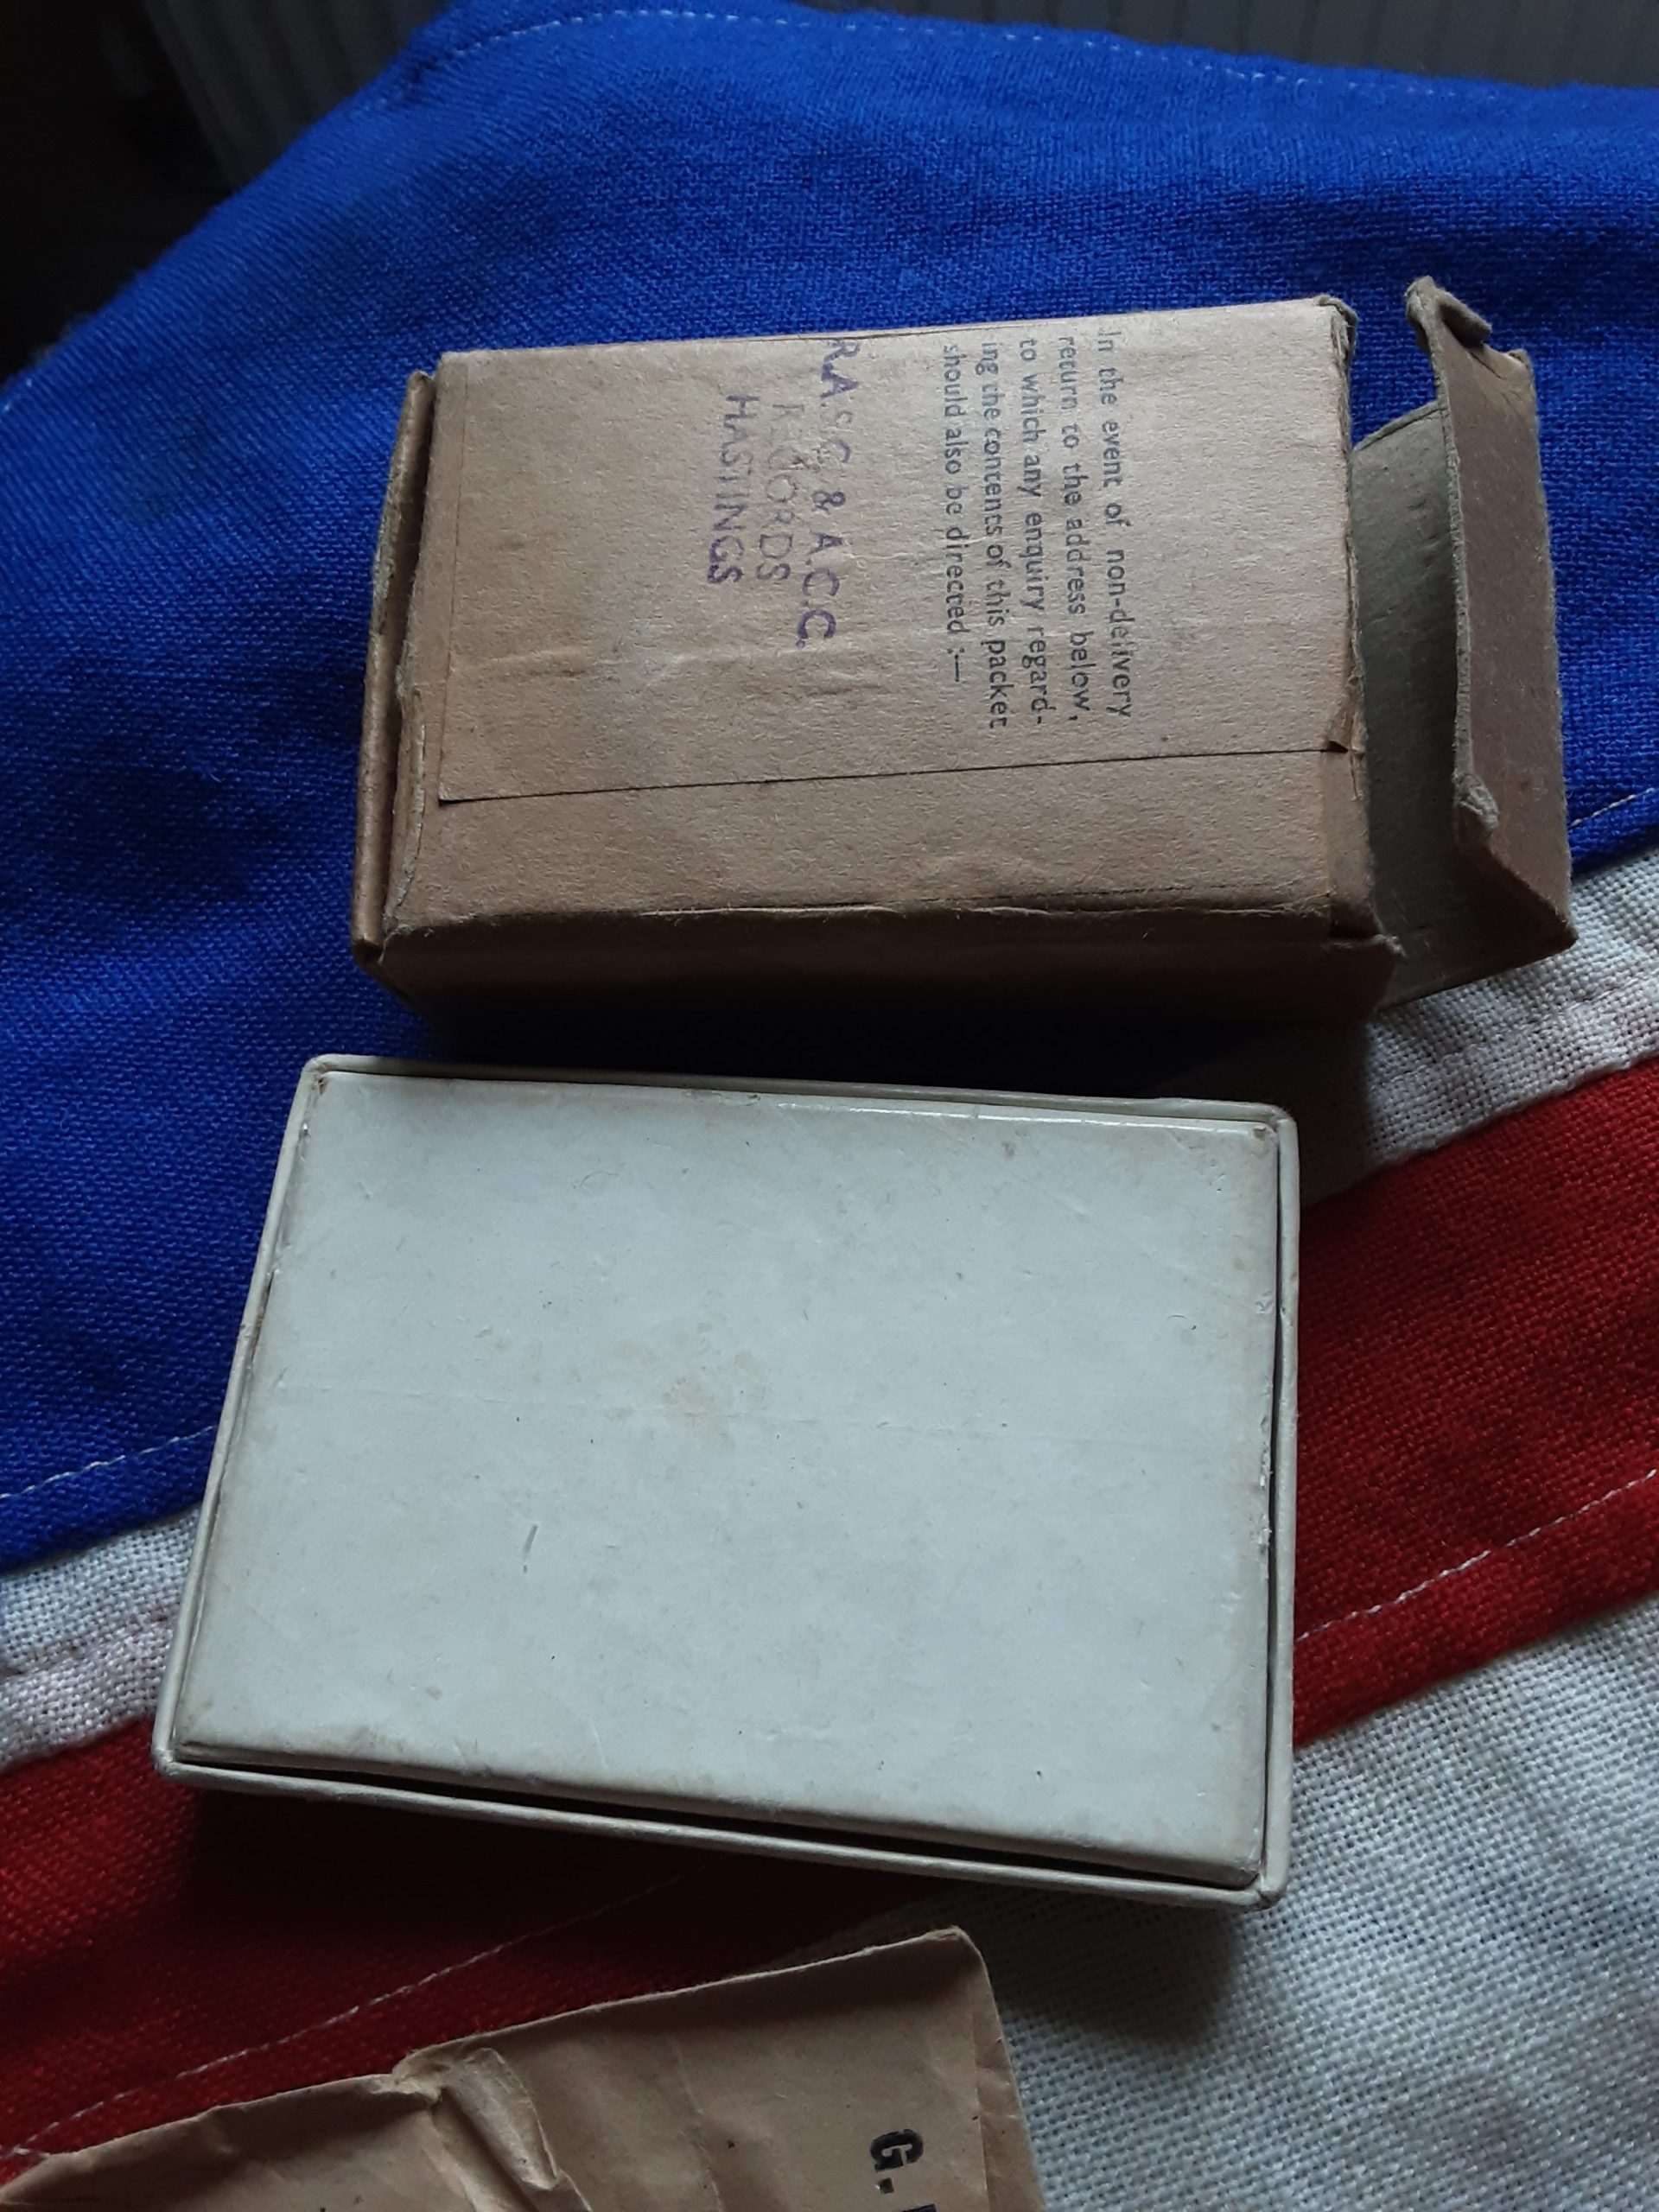 In the event of non-delivery
return to the address below,
to which any enquiry regard-
ing the contents of this packet
should also be directed :—
R.A.S.C. & A.C.C.
RECORDS
HASTINGS
G.